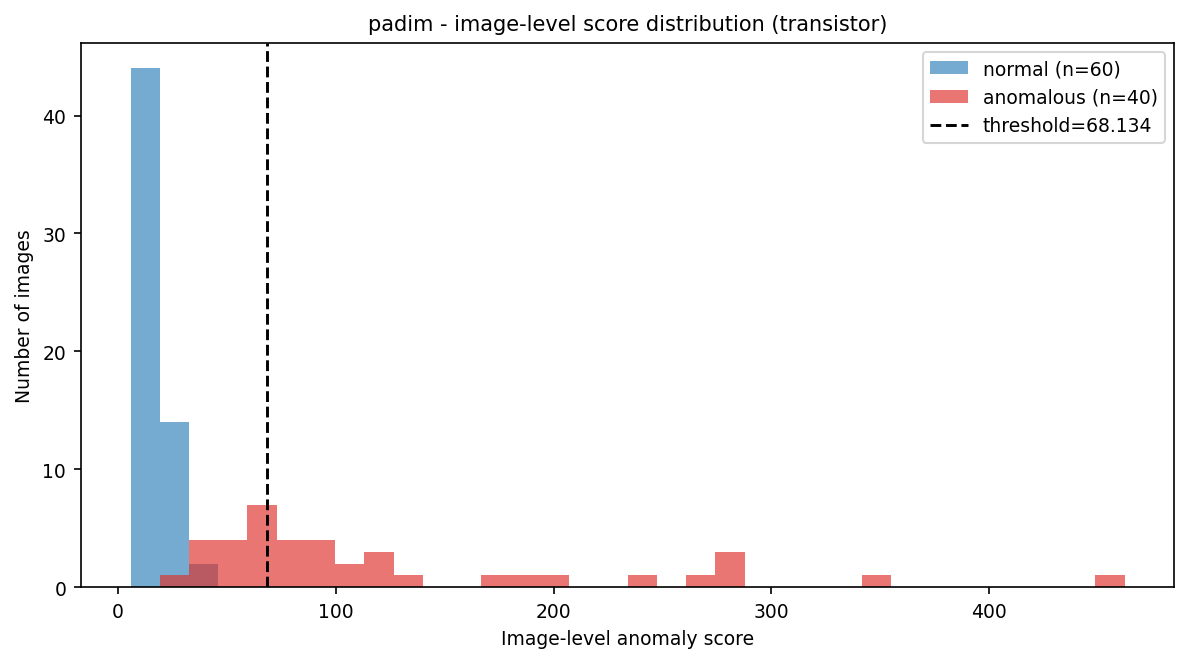 padim - image-level score distribution (transistor)
normal (n=60)
anomalous (n=40)
threshold=68.134
Number of images
40
30
20
10
0
0 100 200 300 400
Image-level anomaly score